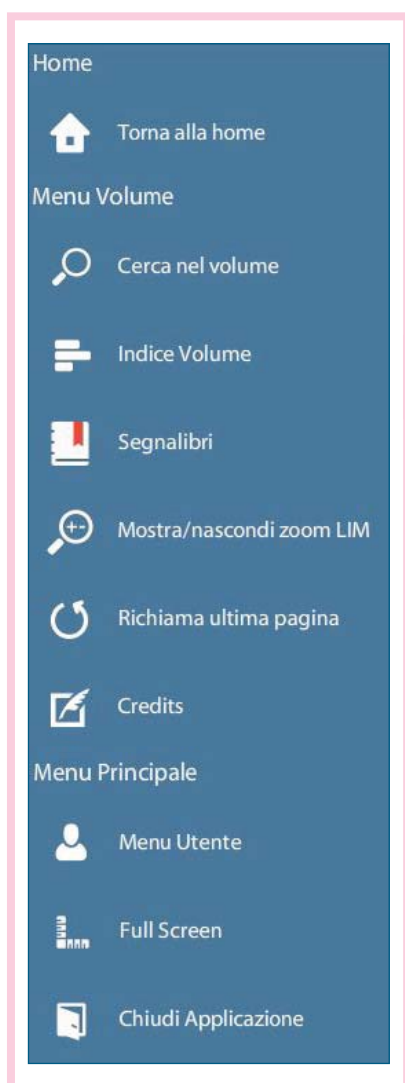 Home
Torna alla home
Menu Volume
Cerca nel volume
Indice Volume
Segnalibri
Mostra/nascondi zoom LIM
Richiama ultima pagina
Credits
Menu Principale
Menu Utente
Full Screen
Chiudi Applicazione